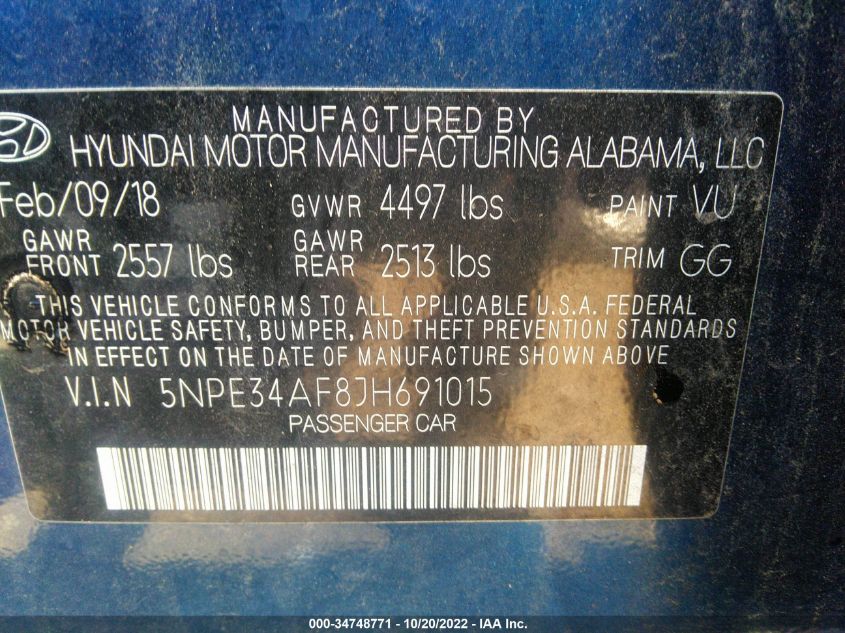 MANUFACTURED BY
HYUNDAI MOTOR MANUFACTURING ALABAMA, LLC
Feb/09/18 GVWR 4497 lbs PAINT VU
GAWR FRONT 2557 lbs GAWR REAR 2513 lbs TRIM GG
THIS VEHICLE CONFORMS TO ALL APPLICABLE U.S.A. FEDERAL
MOTOR VEHICLE SAFETY, BUMPER, AND THEFT PREVENTION STANDARDS
IN EFFECT ON THE DATE OF MANUFACTURE SHOWN ABOVE
V.I.N 5NPE34AF8JH691015
PASSENGER CAR
000-34748771 - 10/20/2022 - IAA Inc.